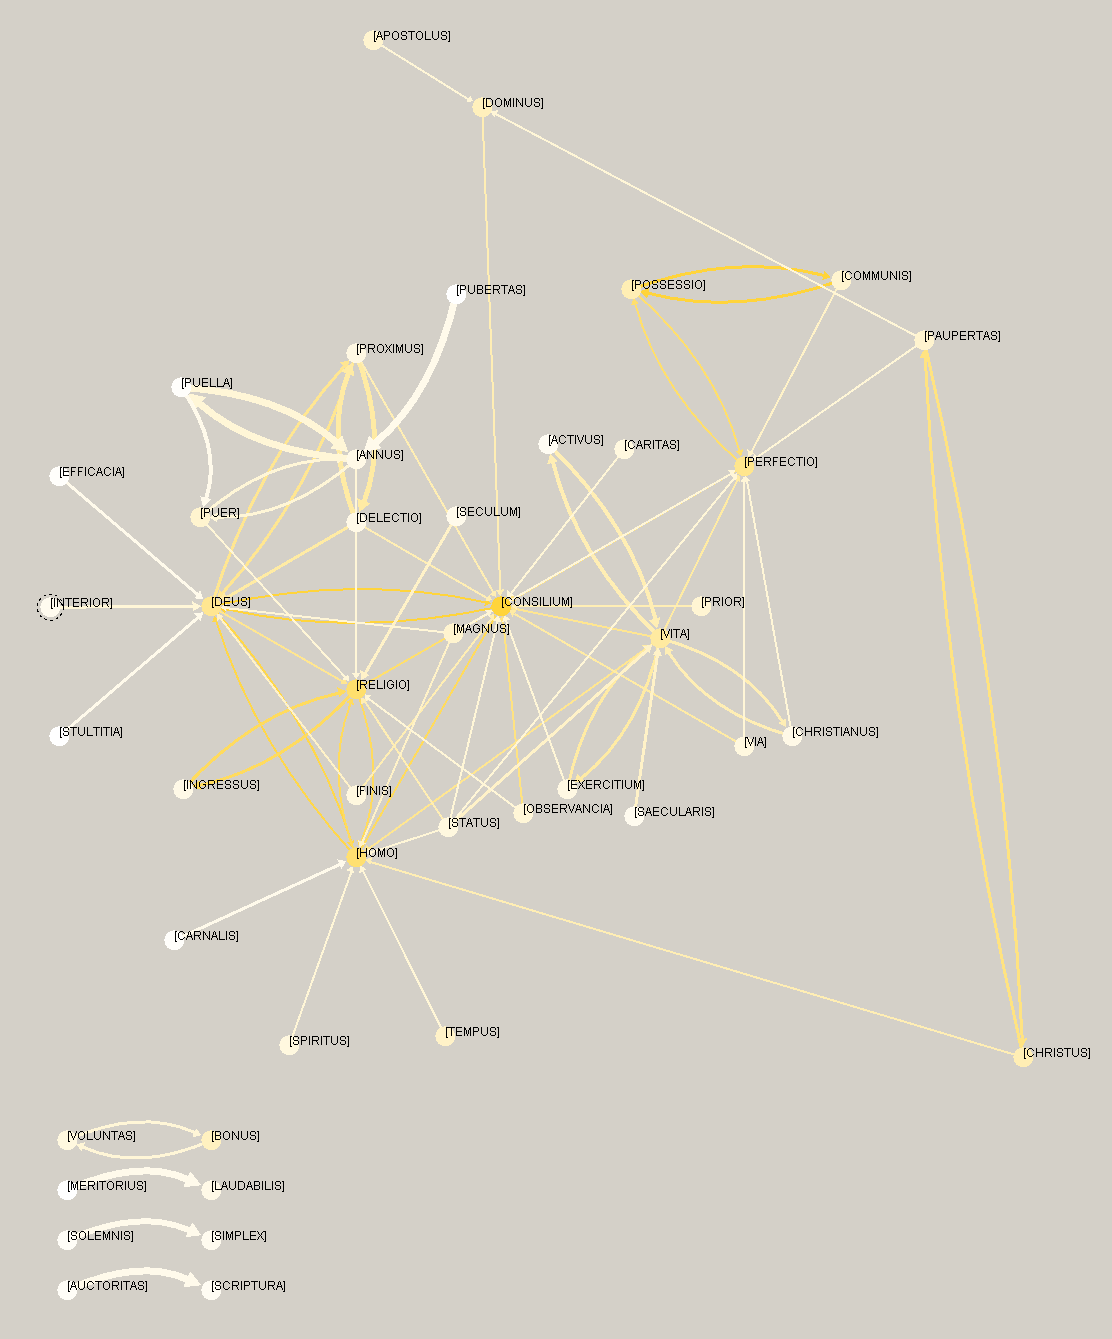 [APOSTOLUS]
[DOMINUS]
[COMMUNIS]
[POSSESSIO]
[PUBERTAS]
[PAUPERTAS]
[PROXIMUS]
[PUELLA]
[ACTIVUS]
[CARITAS]
[ANNUS]
[PERFECTIO]
[EFFICACIA]
[PUER]
[DELECTIO]
[SECULUM]
[INTERIOR]
[DEUS]
[CONSILIUM]
[PRIOR]
[MAGNUS]
[VITA]
[RELIGIO]
[STULTITIA]
[CHRISTIANUS]
[VIA]
[INGRESSUS]
[FINIS]
[EXERCITIUM]
[OBSERVANCIA]
[SAECULARIS]
[STATUS]
[HOMO]
[CARNALIS]
[SPIRITUS]
[TEMPUS]
[CHRISTUS]
[VOLUNTAS]
[BONUS]
[MERITORIUS]
[LAUDABILIS]
[SOLEMNIS]
[SIMPLEX]
[AUCTORITAS]
[SCRIPTURA]